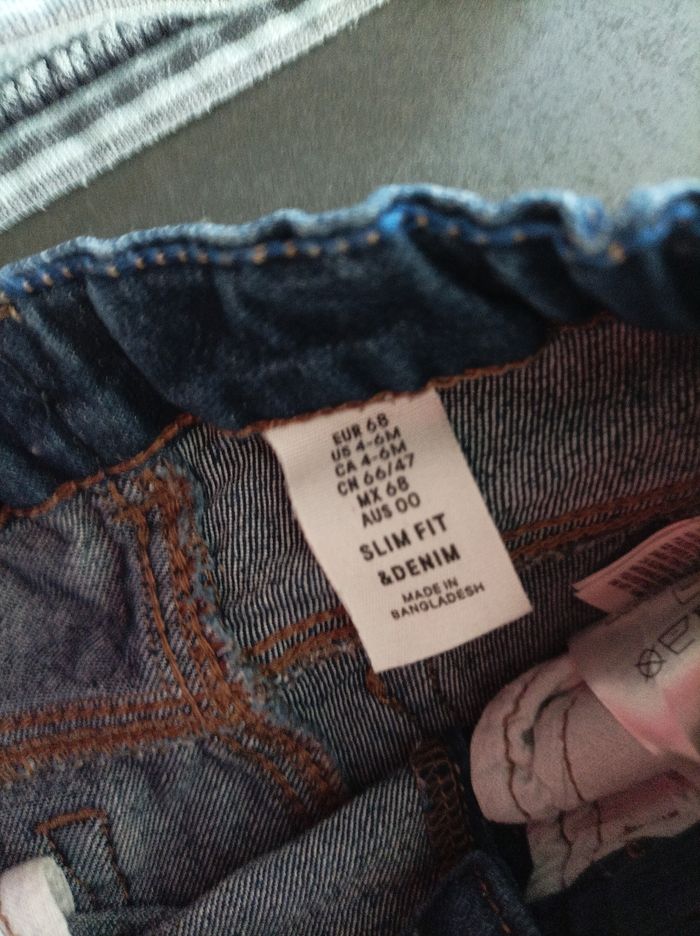 EUR 68
US 4-6M
CA 4-6M
CN 66/47
MX 68
AUS 00
SLIM FIT
&DENIM
MADE IN
BANGLADESH